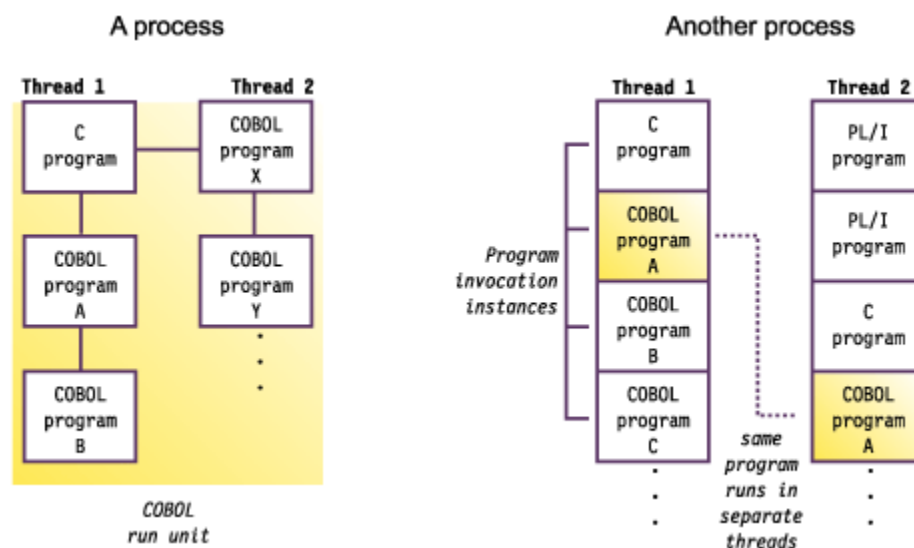 A process
Another process
Thread 1
Thread 2
C
program
COBOL
program
X
COBOL
program
A
COBOL
program
Y
.
.
.
COBOL
program
B
COBOL
run unit
Thread 1
Thread 2
C
program
COBOL
program
A
COBOL
program
B
COBOL
program
C
.
.
.
Program
invocation
instances
same
program
runs in
separate
threads
PL/I
program
PL/I
program
C
program
COBOL
program
A
.
.
.